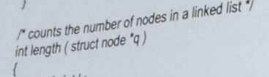 }
/* counts the number of nodes in a linked list */
int length ( struct node *q )
{